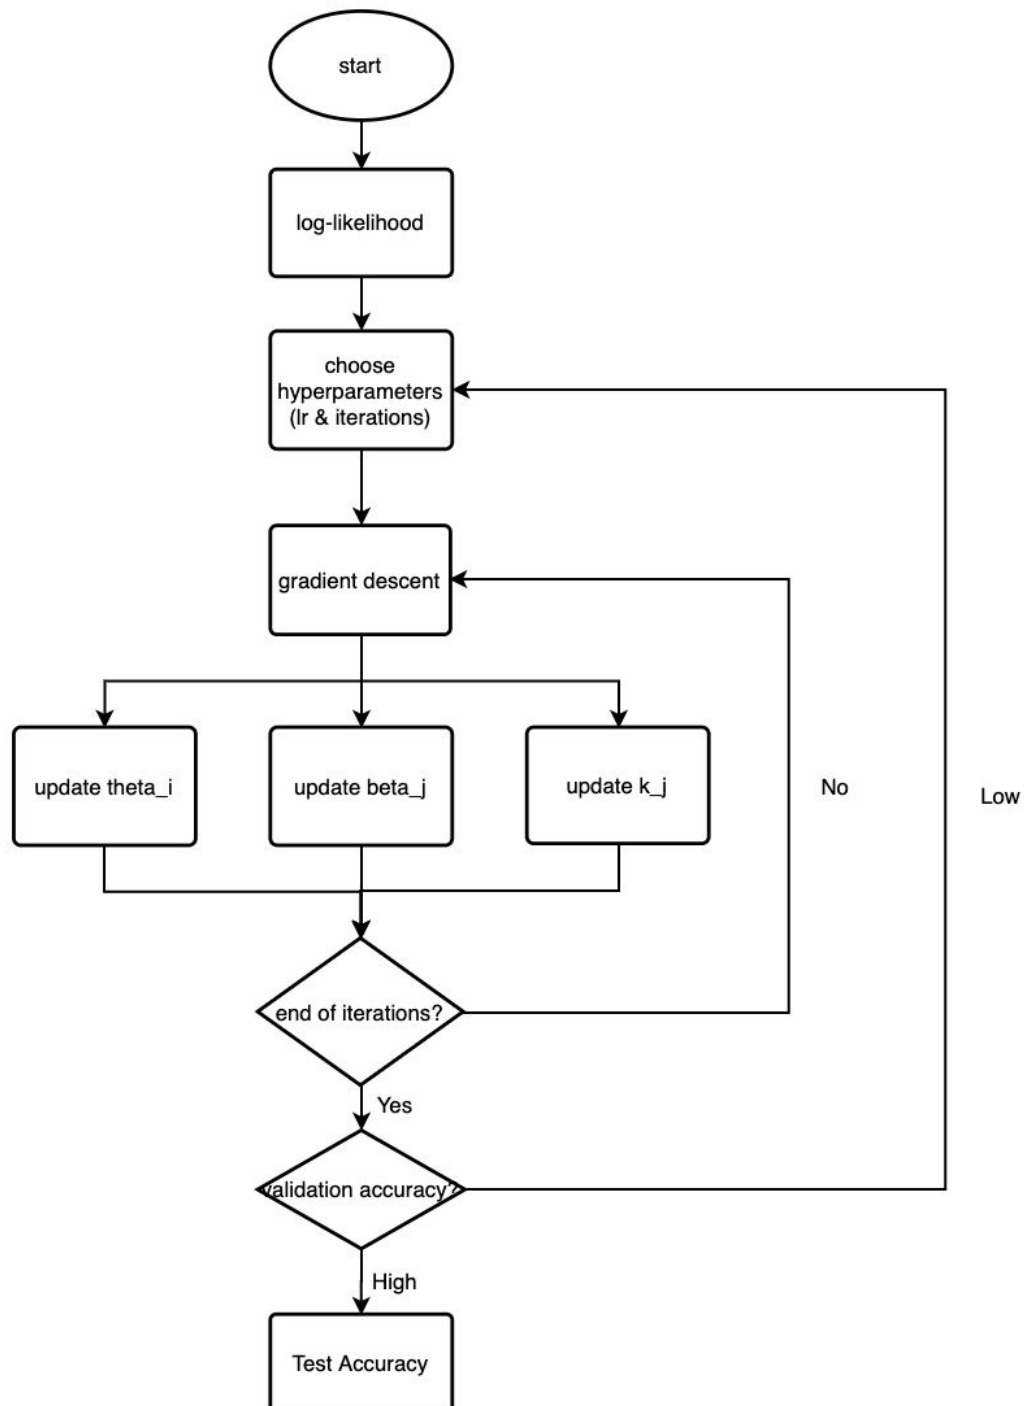 start
log-likelihood
choose
hyperparameters
(lr & iterations)
gradient descent
update theta_i
update beta_j
update k_j
No
Low
end of iterations?
Yes
validation accuracy?
High
Test Accuracy